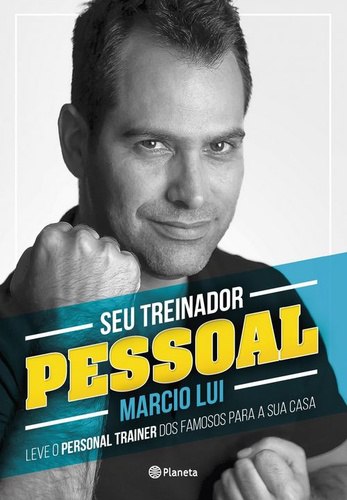 SEU TREINADOR
PESSOAL
MARCIO LUI
LEVE O PERSONAL TRAINER DOS FAMOSOS PARA A SUA CASA
Planeta